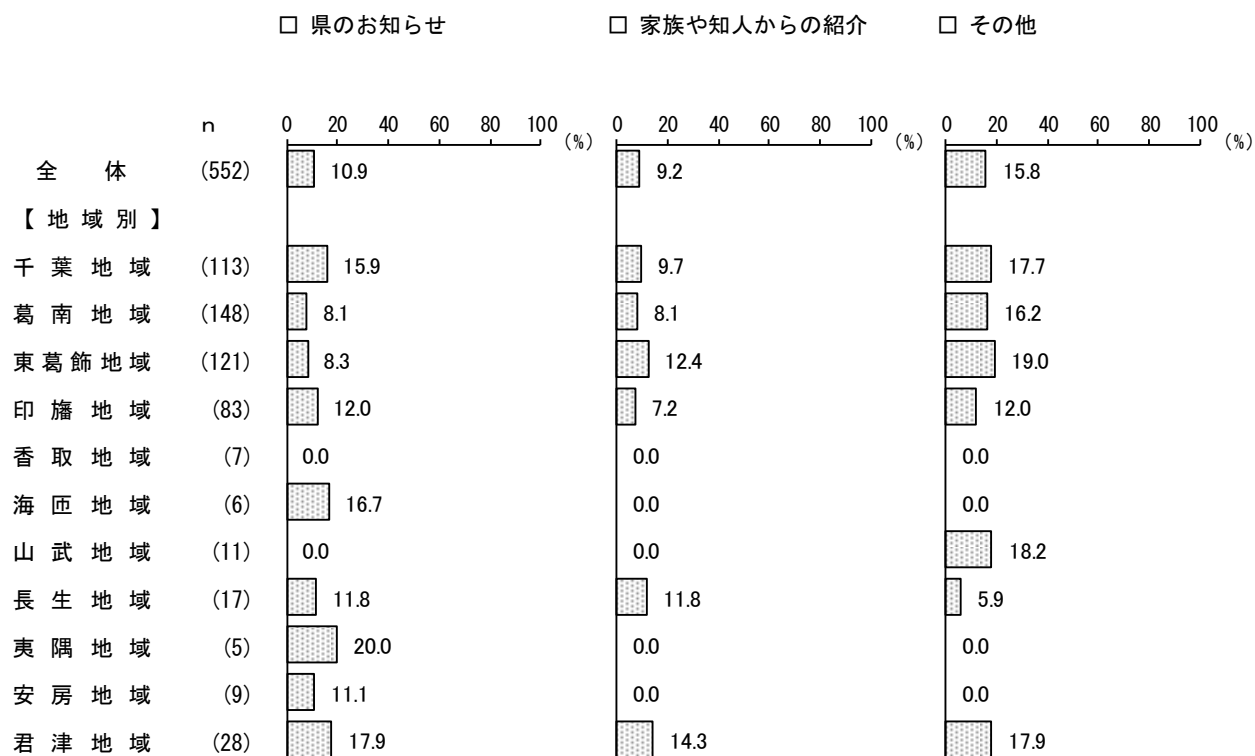 □ 県のお知らせ □ 家族や知人からの紹介 □ その他
n 0 20 40 60 80 100 (%) 0 20 40 60 80 100 (%) 0 20 40 60 80 100 (%)
全体 (552) 10.9 9.2 15.8
【地域別】
千葉地域 (113) 15.9 9.7 17.7
葛南地域 (148) 8.1 8.1 16.2
東葛飾地域 (121) 8.3 12.4 19.0
印旛地域 (83) 12.0 7.2 12.0
香取地域 (7) 0.0 0.0 0.0
海匝地域 (6) 16.7 0.0 0.0
山武地域 (11) 0.0 0.0 18.2
長生地域 (17) 11.8 11.8 5.9
夷隅地域 (5) 20.0 0.0 0.0
安房地域 (9) 11.1 0.0 0.0
君津地域 (28) 17.9 14.3 17.9